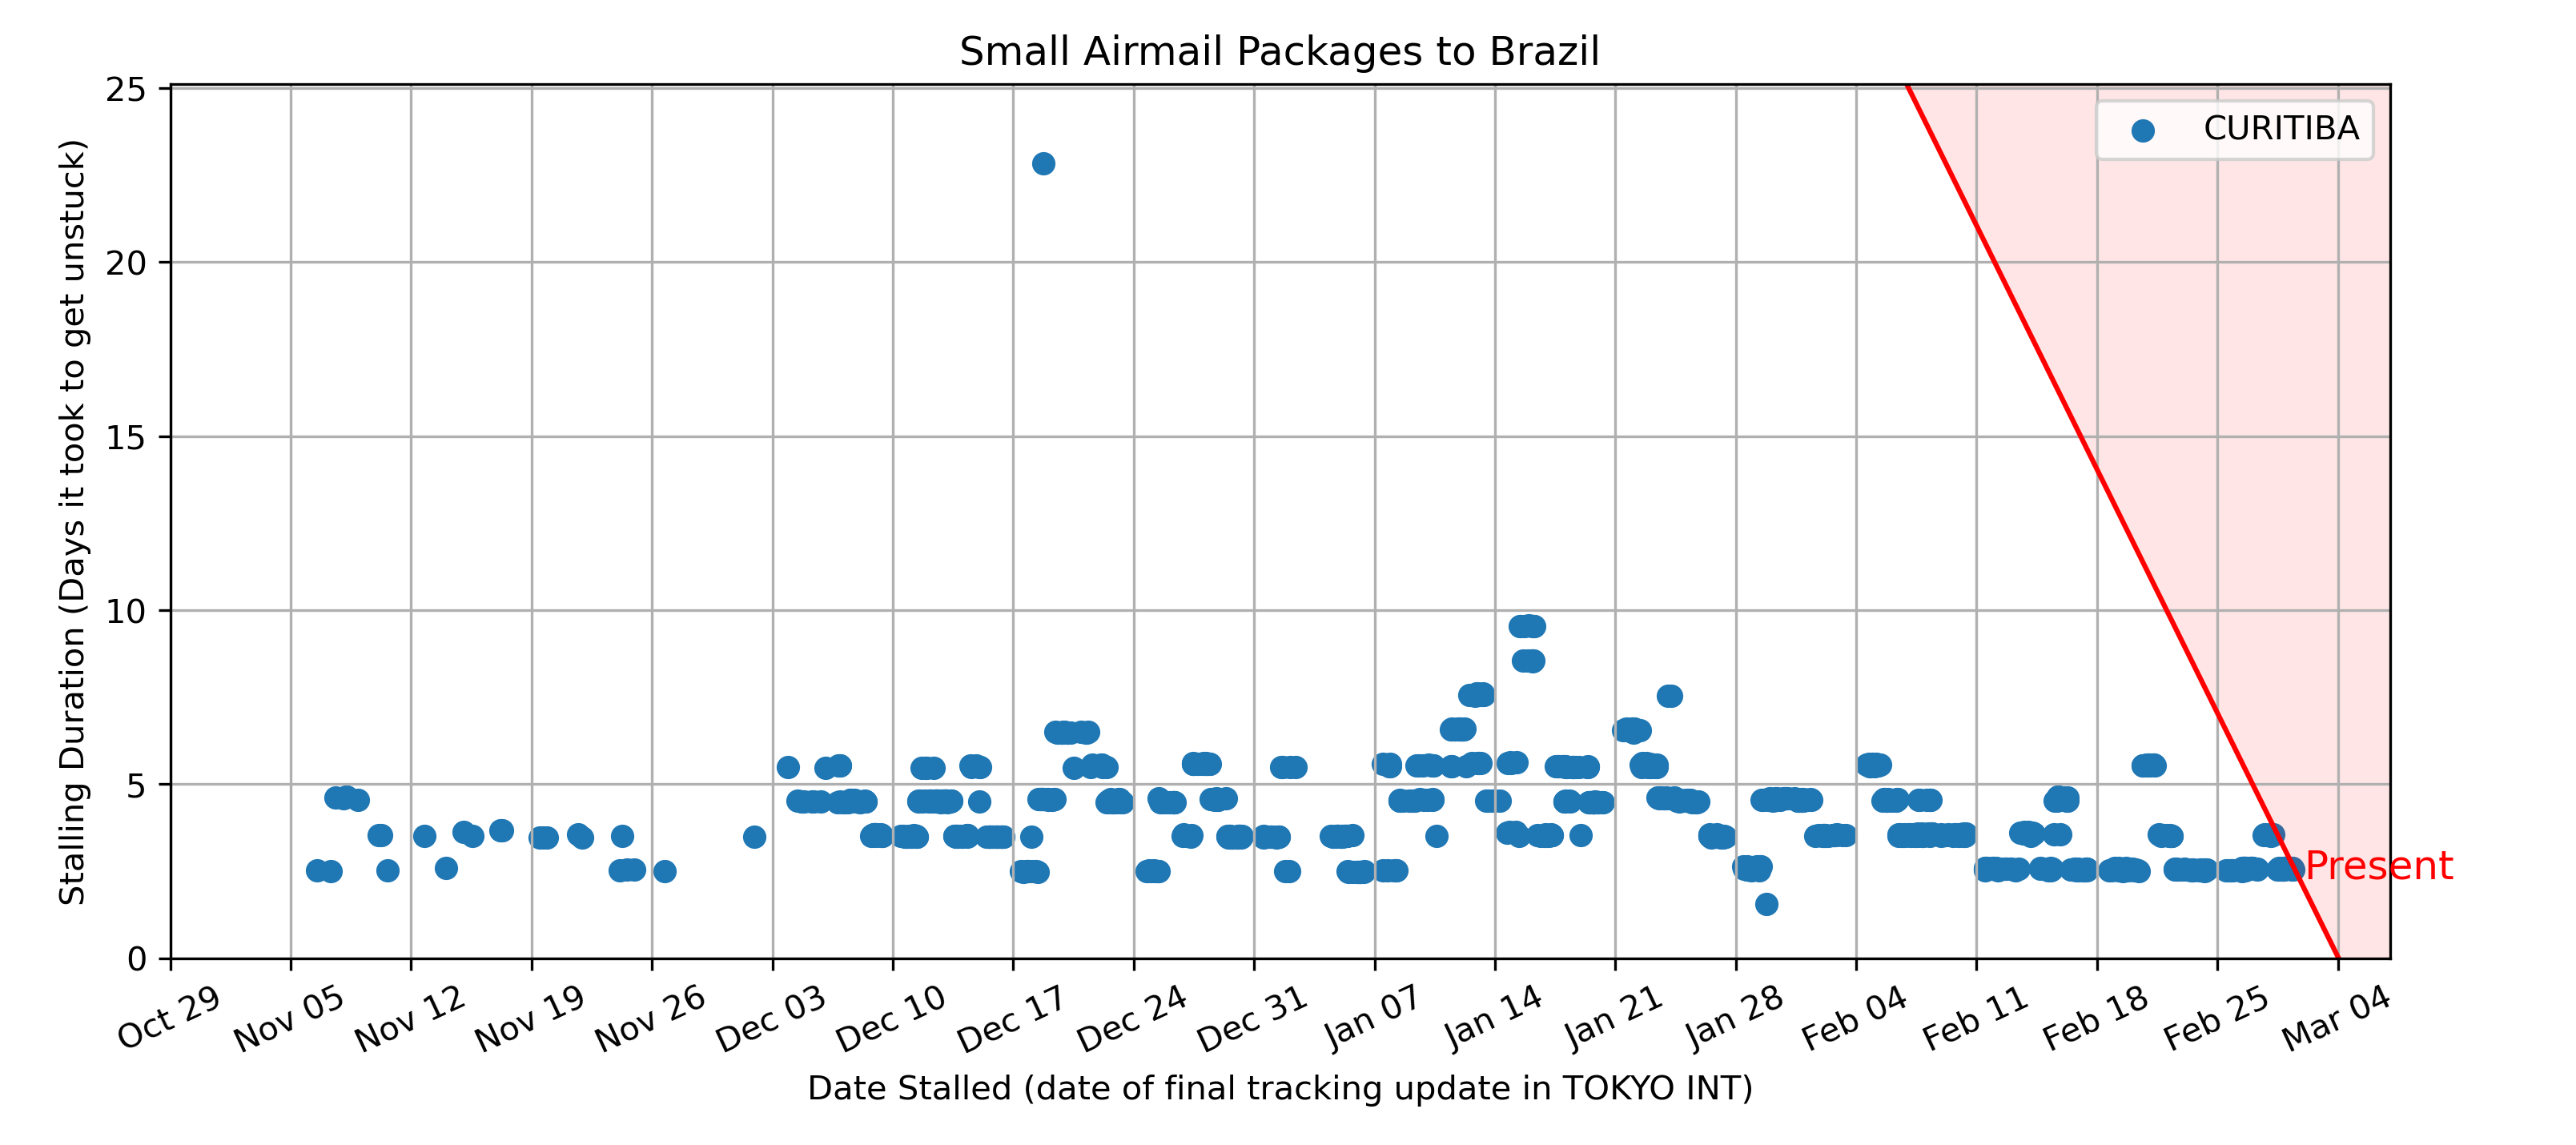 Small Airmail Packages to Brazil
Stalling Duration (Days it took to get unstuck)
25
20
15
10
5
0
CURITIBA
Present
Oct 29
Nov 05
Nov 12
Nov 19
Nov 26
Dec 03
Dec 10
Dec 17
Dec 24
Dec 31
Jan 07
Jan 14
Jan 21
Jan 28
Feb 04
Feb 11
Feb 18
Feb 25
Mar 04
Date Stalled (date of final tracking update in TOKYO INT)